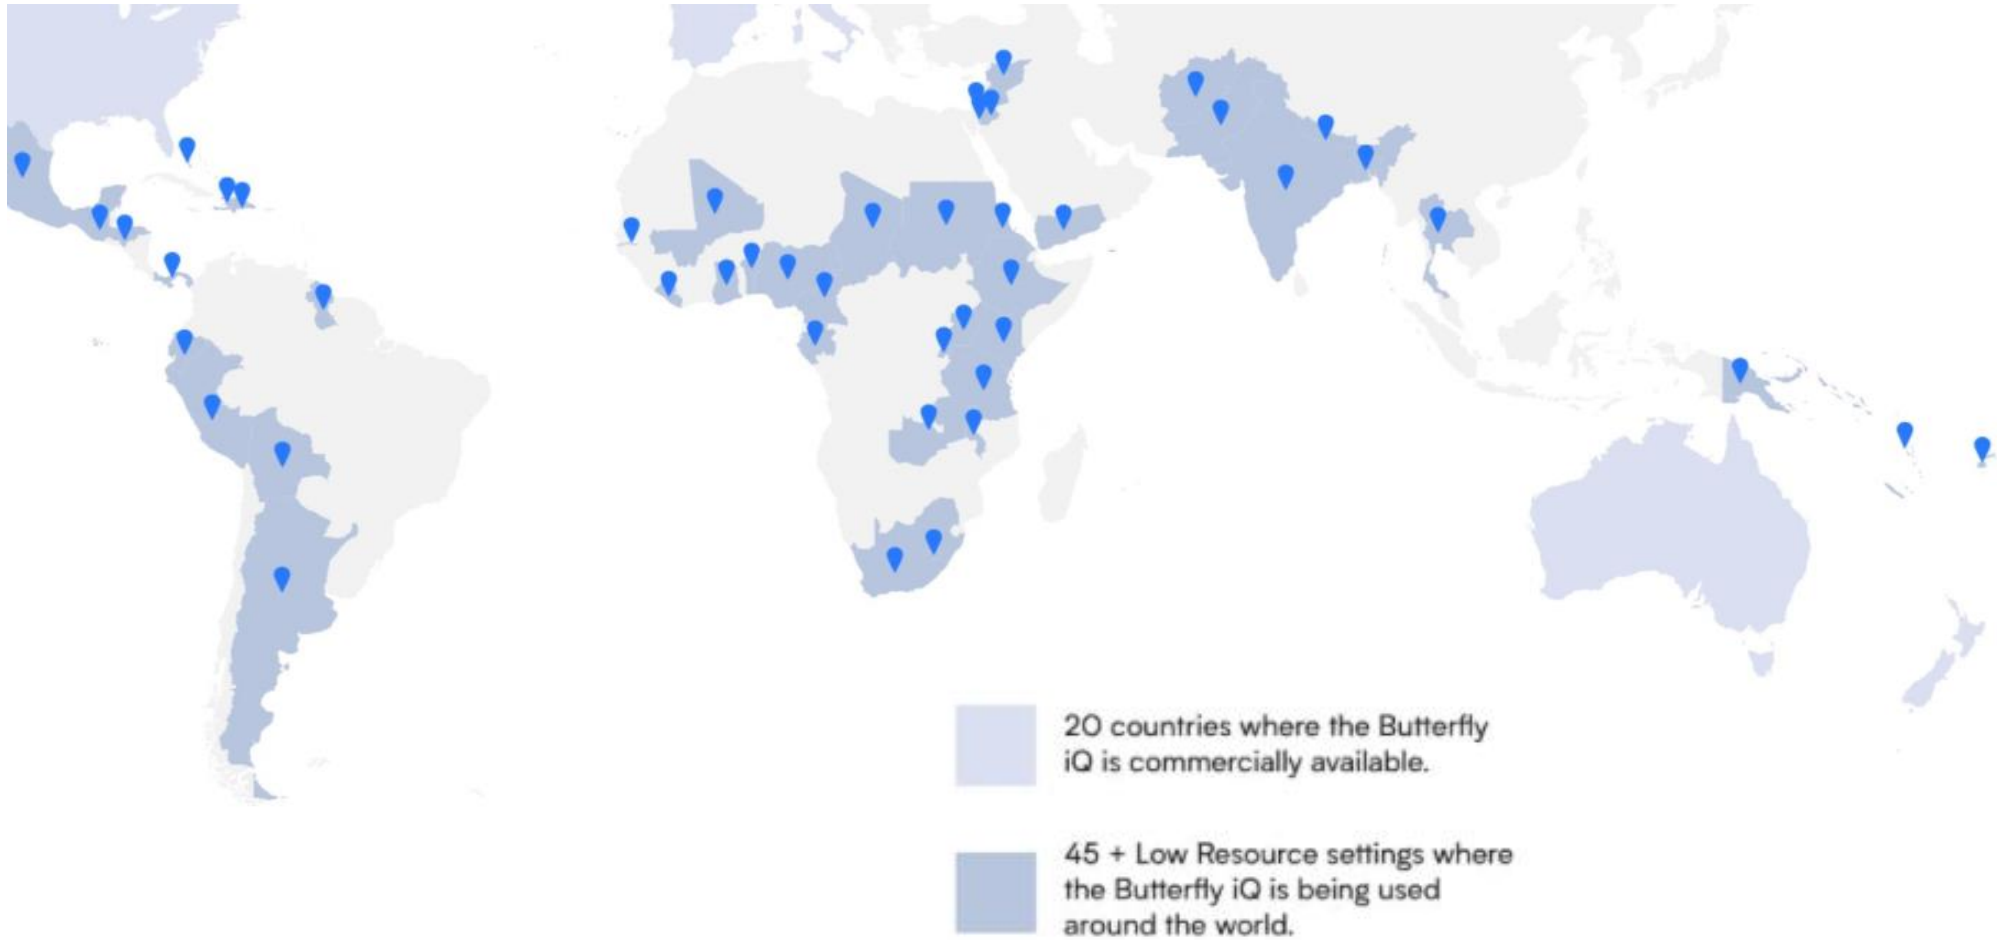 20 countries where the Butterfly
iQ is commercially available.
45 + Low Resource settings where
the Butterfly iQ is being used
around the world.